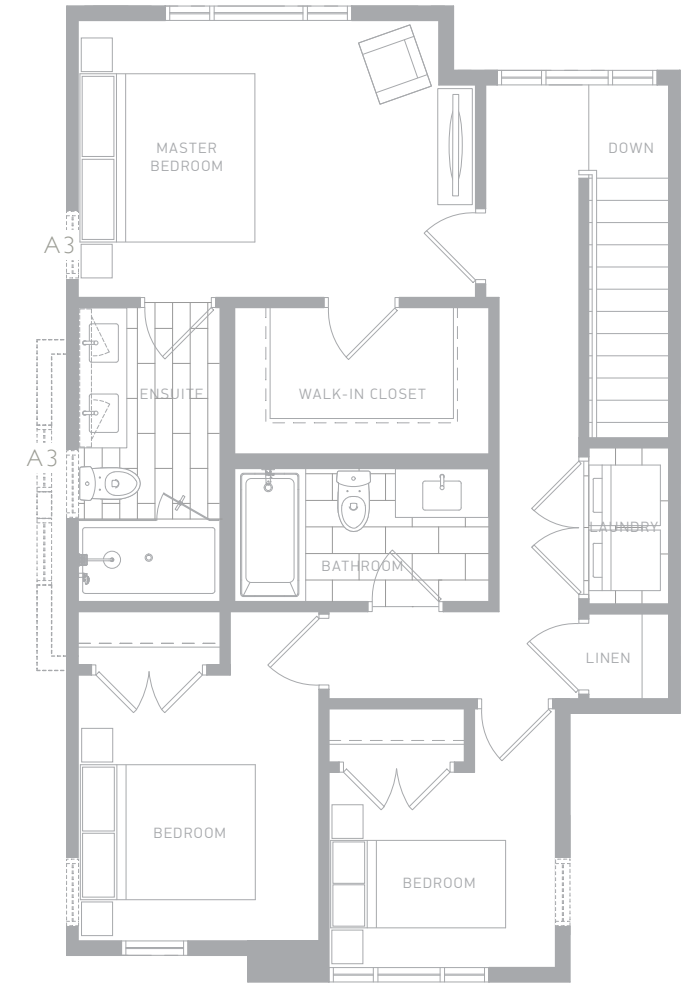 MASTER
BEDROOM
DOWN
A3
ENSUITE
WALK-IN CLOSET
A3
LAUNDRY
BATHROOM
LINEN
BEDROOM
BEDROOM